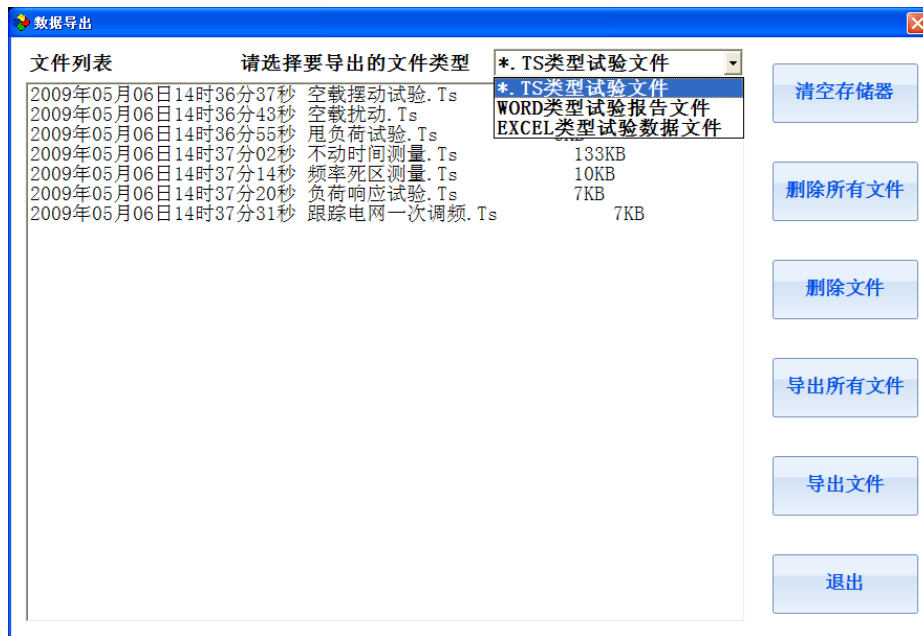 数据导出
文件列表 请选择要导出的文件类型 *.TS类型试验文件
*.TS类型试验文件
WORD类型试验报告文件
EXCEL类型试验数据文件
2009年05月06日14时36分37秒 空载摆动试验.Ts
2009年05月06日14时36分43秒 空载扰动.Ts
2009年05月06日14时36分55秒 甩负荷试验.Ts
2009年05月06日14时37分02秒 不动时间测量.Ts 133KB
2009年05月06日14时37分14秒 频率死区测量.Ts 10KB
2009年05月06日14时37分20秒 负荷响应试验.Ts 7KB
2009年05月06日14时37分31秒 跟踪电网一次调频.Ts 7KB
清空存储器
删除所有文件
删除文件
导出所有文件
导出文件
退出